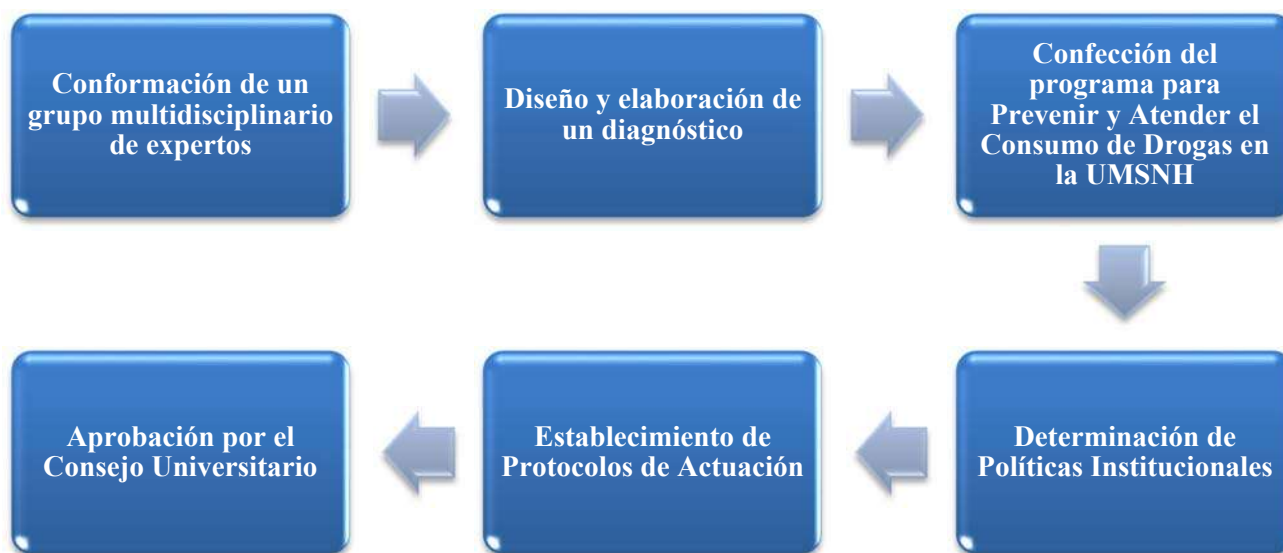 Conformación de un
grupo multidisciplinario
de expertos
Diseño y elaboración de
un diagnóstico
Confección del
programa para
Prevenir y Atender el
Consumo de Drogas en
la UMSNH
Determinación de
Políticas Institucionales
Establecimiento de
Protocolos de Actuación
Aprobación por el
Consejo Universitario